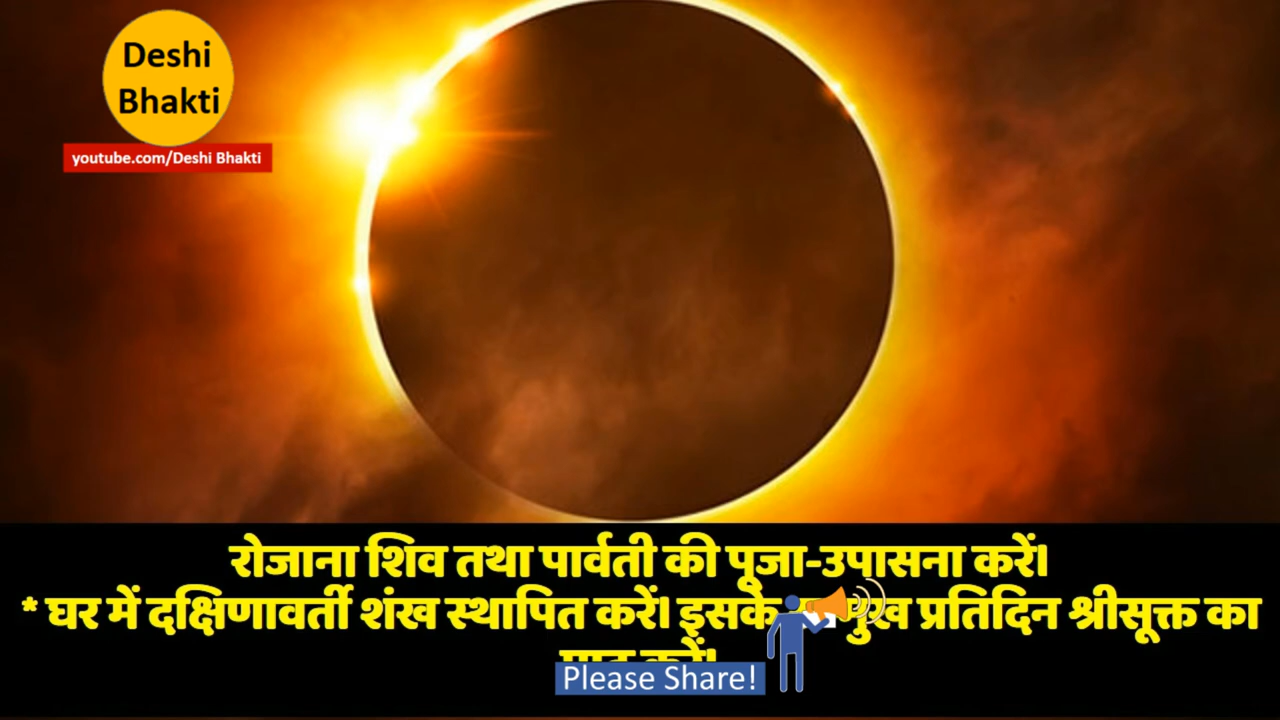 Deshi
Bhakti
youtube.com/Deshi Bhakti
रोजाना शिव तथा पार्वती की पूजा-उपासना करें।
* घर में दक्षिणावर्ती शंख स्थापित करें। इसके प्रतिदिन श्रीसूक्त का
करें।
Please Share!